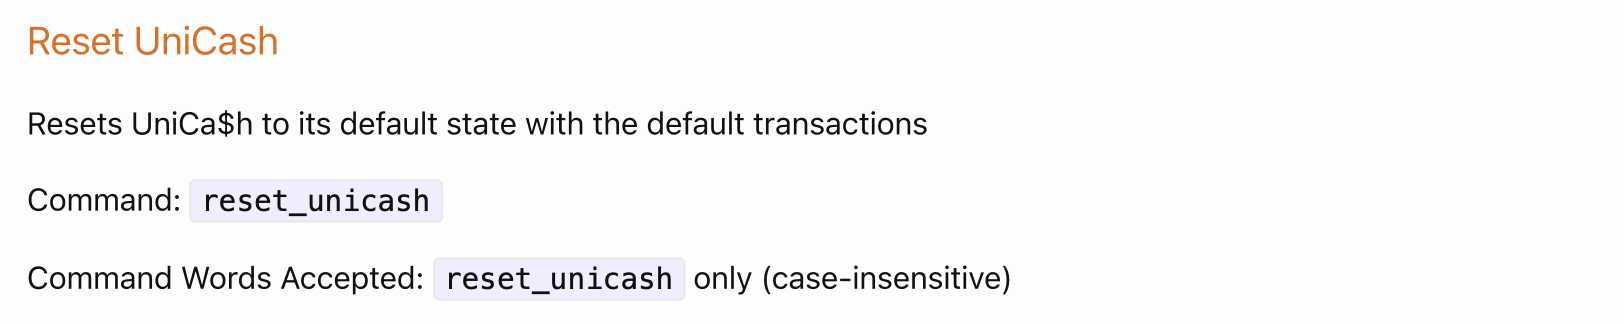 Reset UniCash
Resets UniCa$h to its default state with the default transactions
Command: reset_unicash
Command Words Accepted: reset_unicash only (case-insensitive)